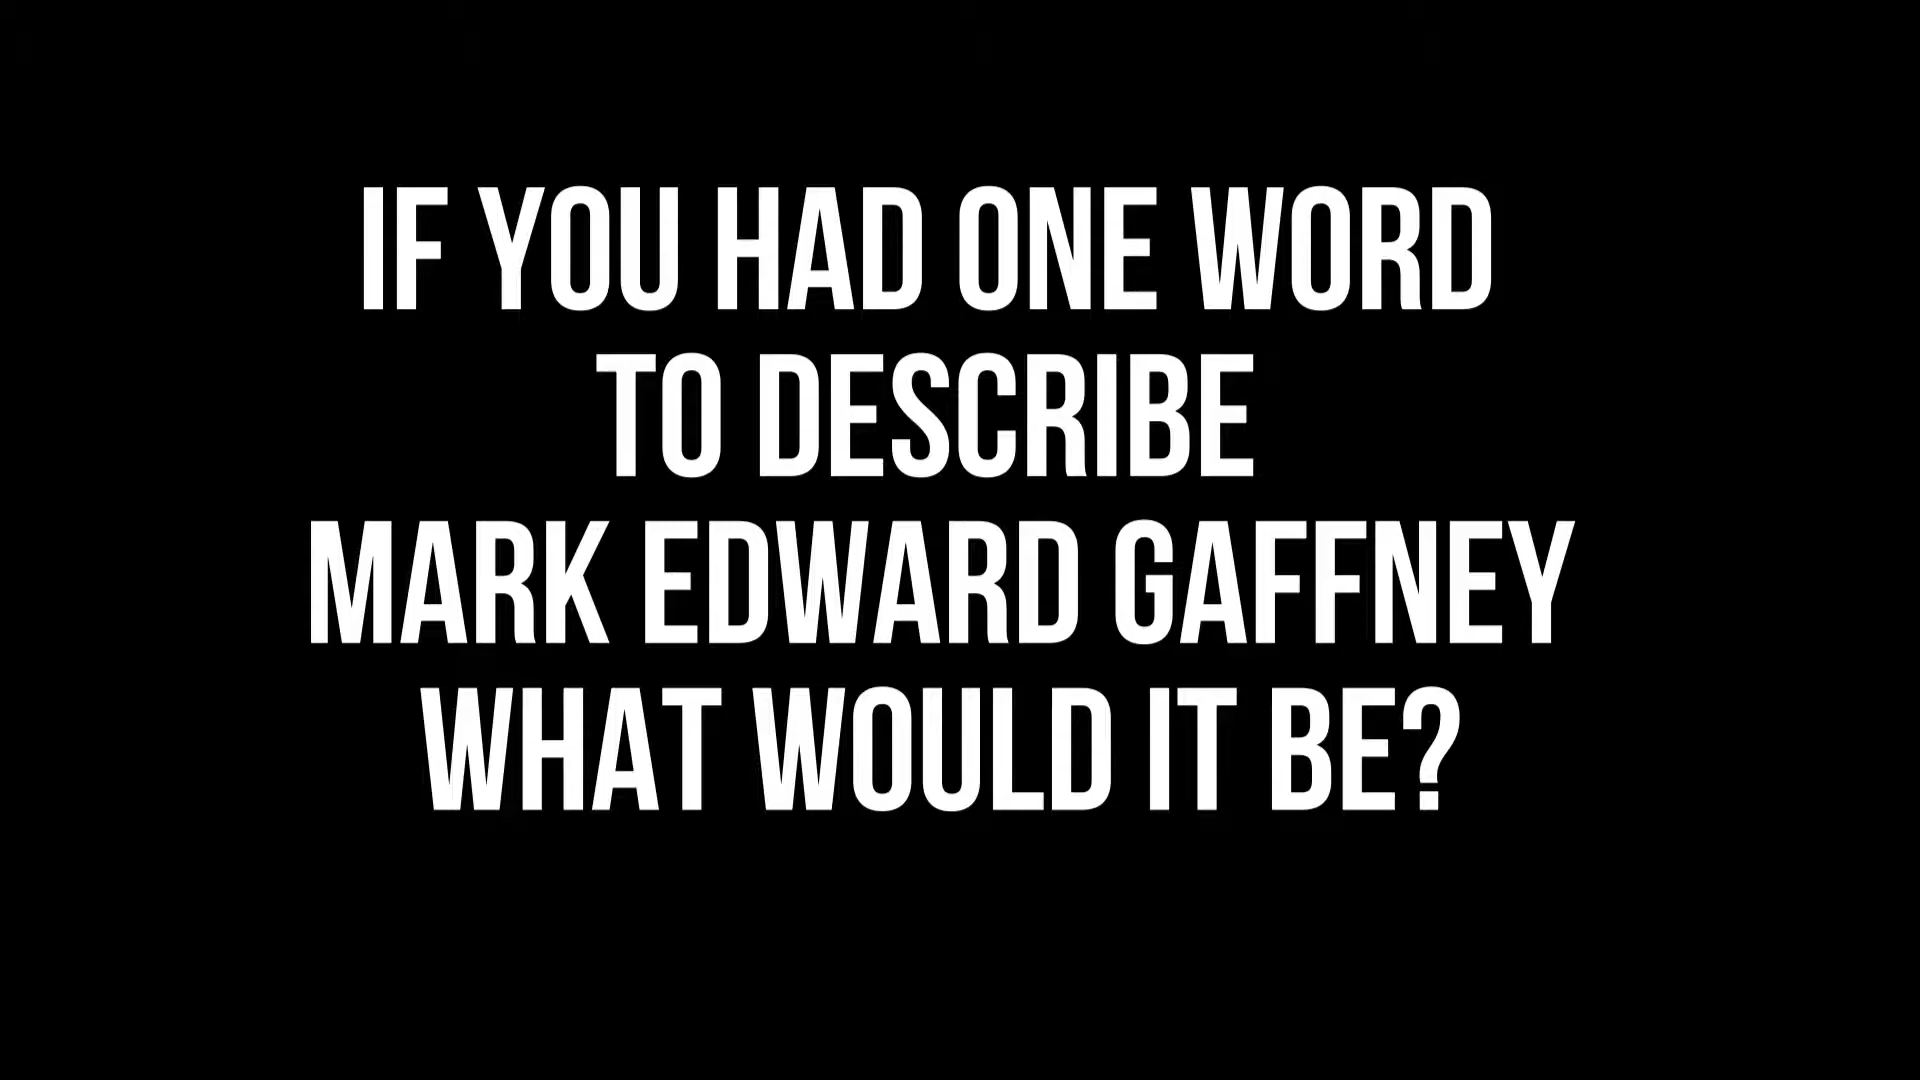 IF YOU HAD ONE WORD
TO DESCRIBE
MARK EDWARD GAFFNEY
WHAT WOULD IT BE?